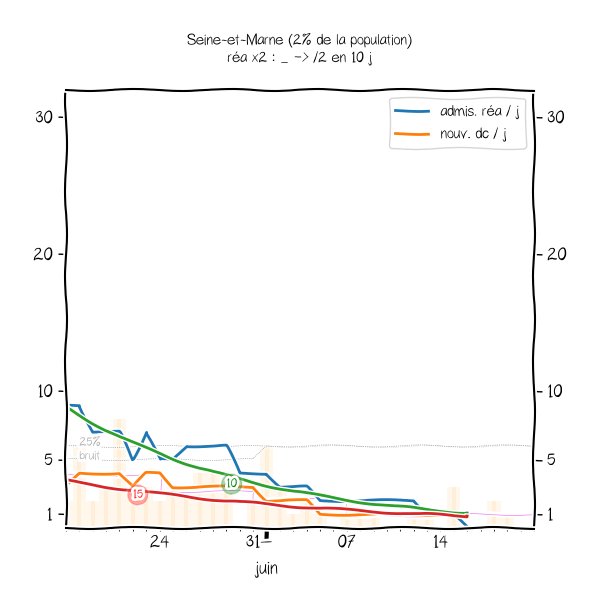 Seine-et-Marne (2% de la population)
réa x2 : _ -> /2 en 10 j
admis. réa / j
nouv. dc / j
30 30
20 20
10 10
25%
bruit
5 5
15 10
1 1
24 31 07 14
juin